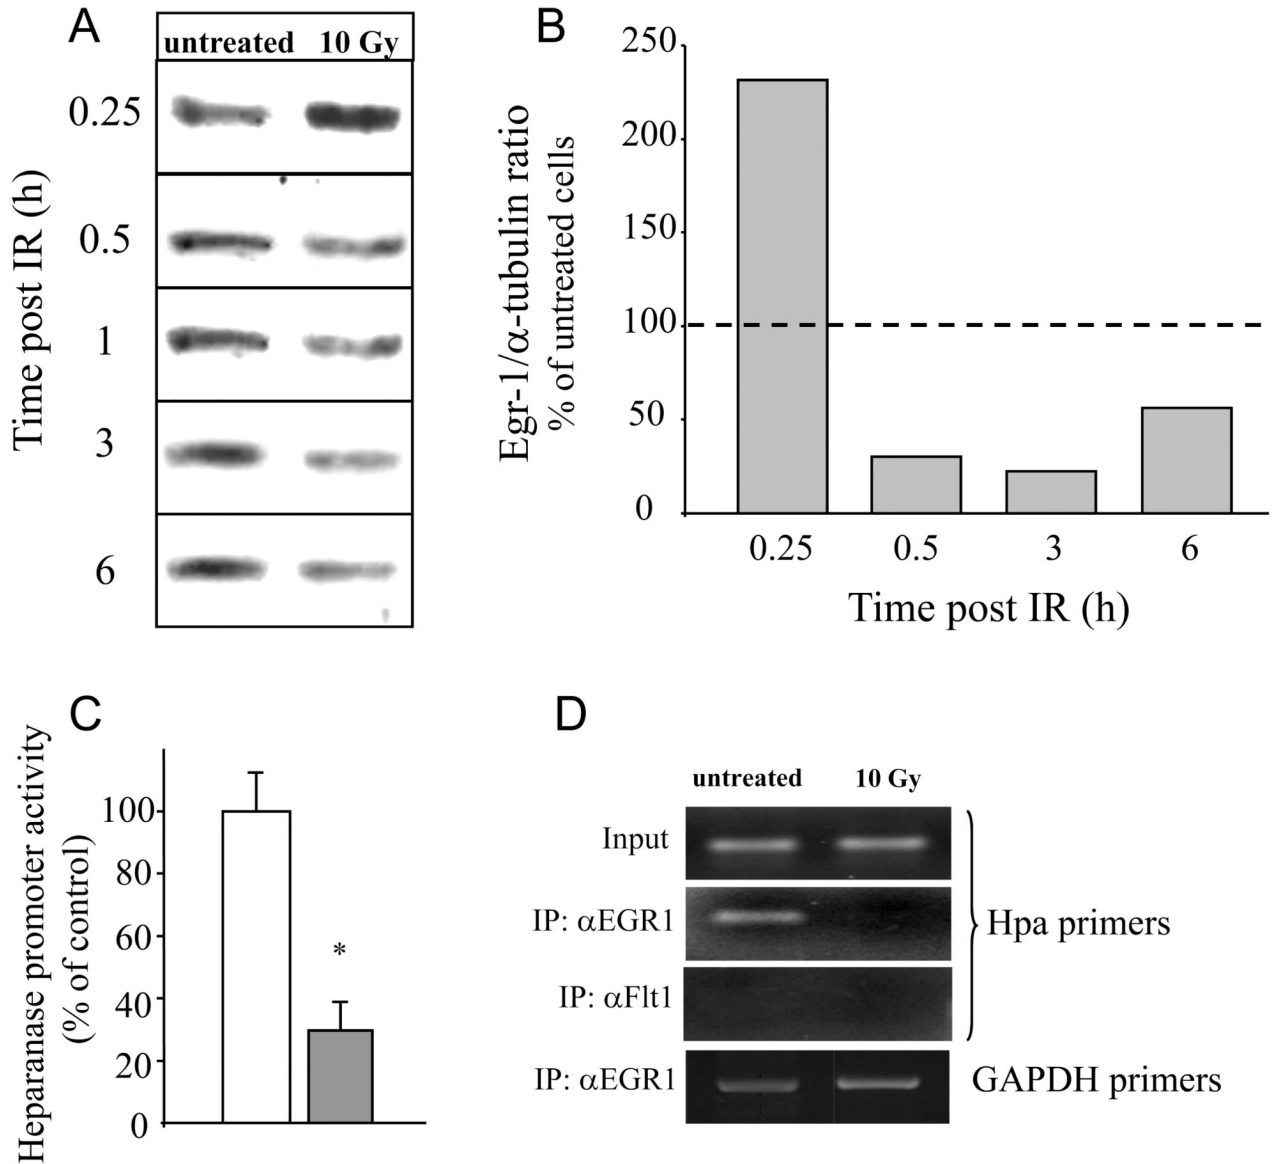 A
untreated 10 Gy
Time post IR (h)
0.25
0.5
1
3
6
B
Egr-1/α-tubulin ratio
% of untreated cells
250
200
150
100
50
0
0.25 0.5 3 6
Time post IR (h)
C
Heparanase promoter activity
(% of control)
100
80
60
40
20
0
*
D
untreated 10 Gy
Input
IP: αEGR1
IP: αFlt1
Hpa primers
IP: αEGR1
GAPDH primers